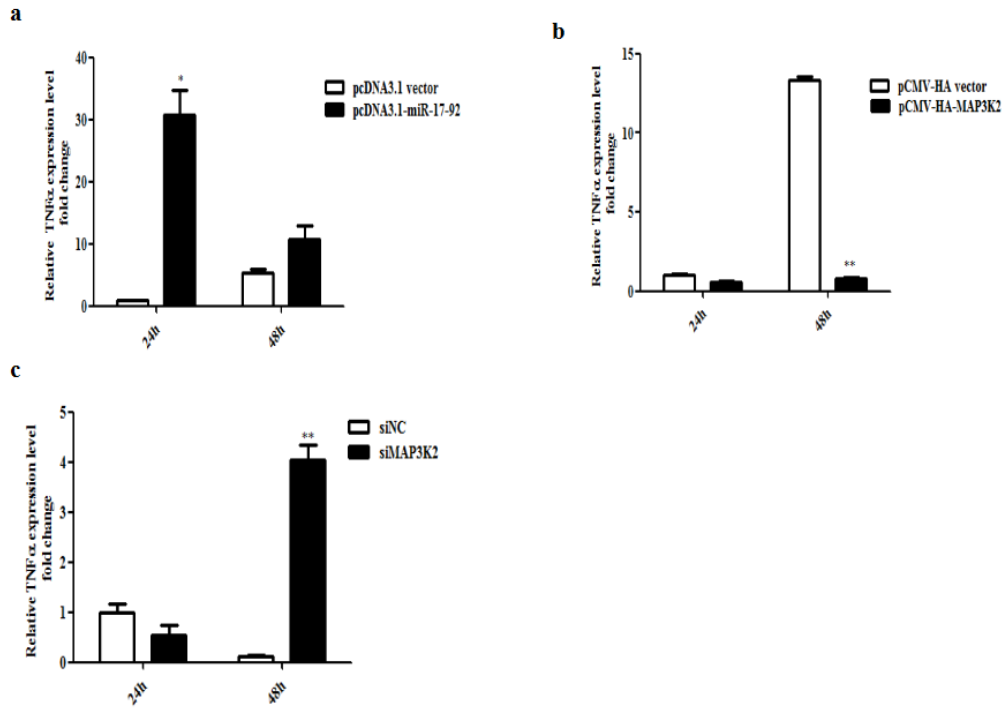 a
Relative TNFα expression level
fold change
40
30
20
10
0
*
24h
48h
pcDNA3.1 vector
pcDNA3.1-miR-17-92
b
Relative TNFα expression level
fold change
15
10
5
0
**
24h
48h
pCMV-HA vector
pCMV-HA-MAP3K2
c
Relative TNFα expression level
fold change
5
4
3
2
1
0
**
24h
48h
siNC
siMAP3K2